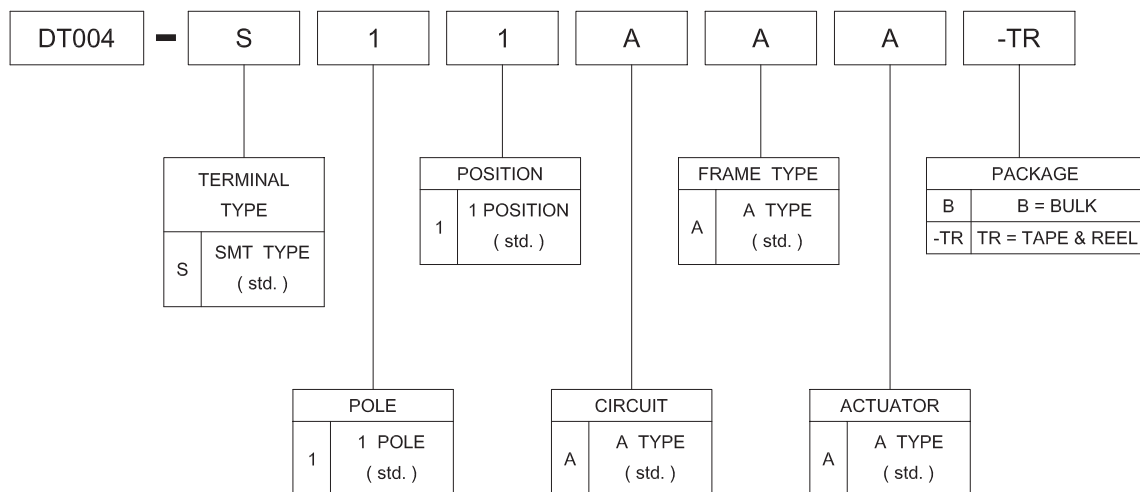 DT004 - S 1 1 A A A -TR
TERMINAL
TYPE
S
SMT TYPE
( std. )
POSITION
1
1 POSITION
( std. )
FRAME TYPE
A
A TYPE
( std. )
PACKAGE
B B = BULK
-TR TR = TAPE & REEL
POLE
1
1 POLE
( std. )
CIRCUIT
A
A TYPE
( std. )
ACTUATOR
A
A TYPE
( std. )